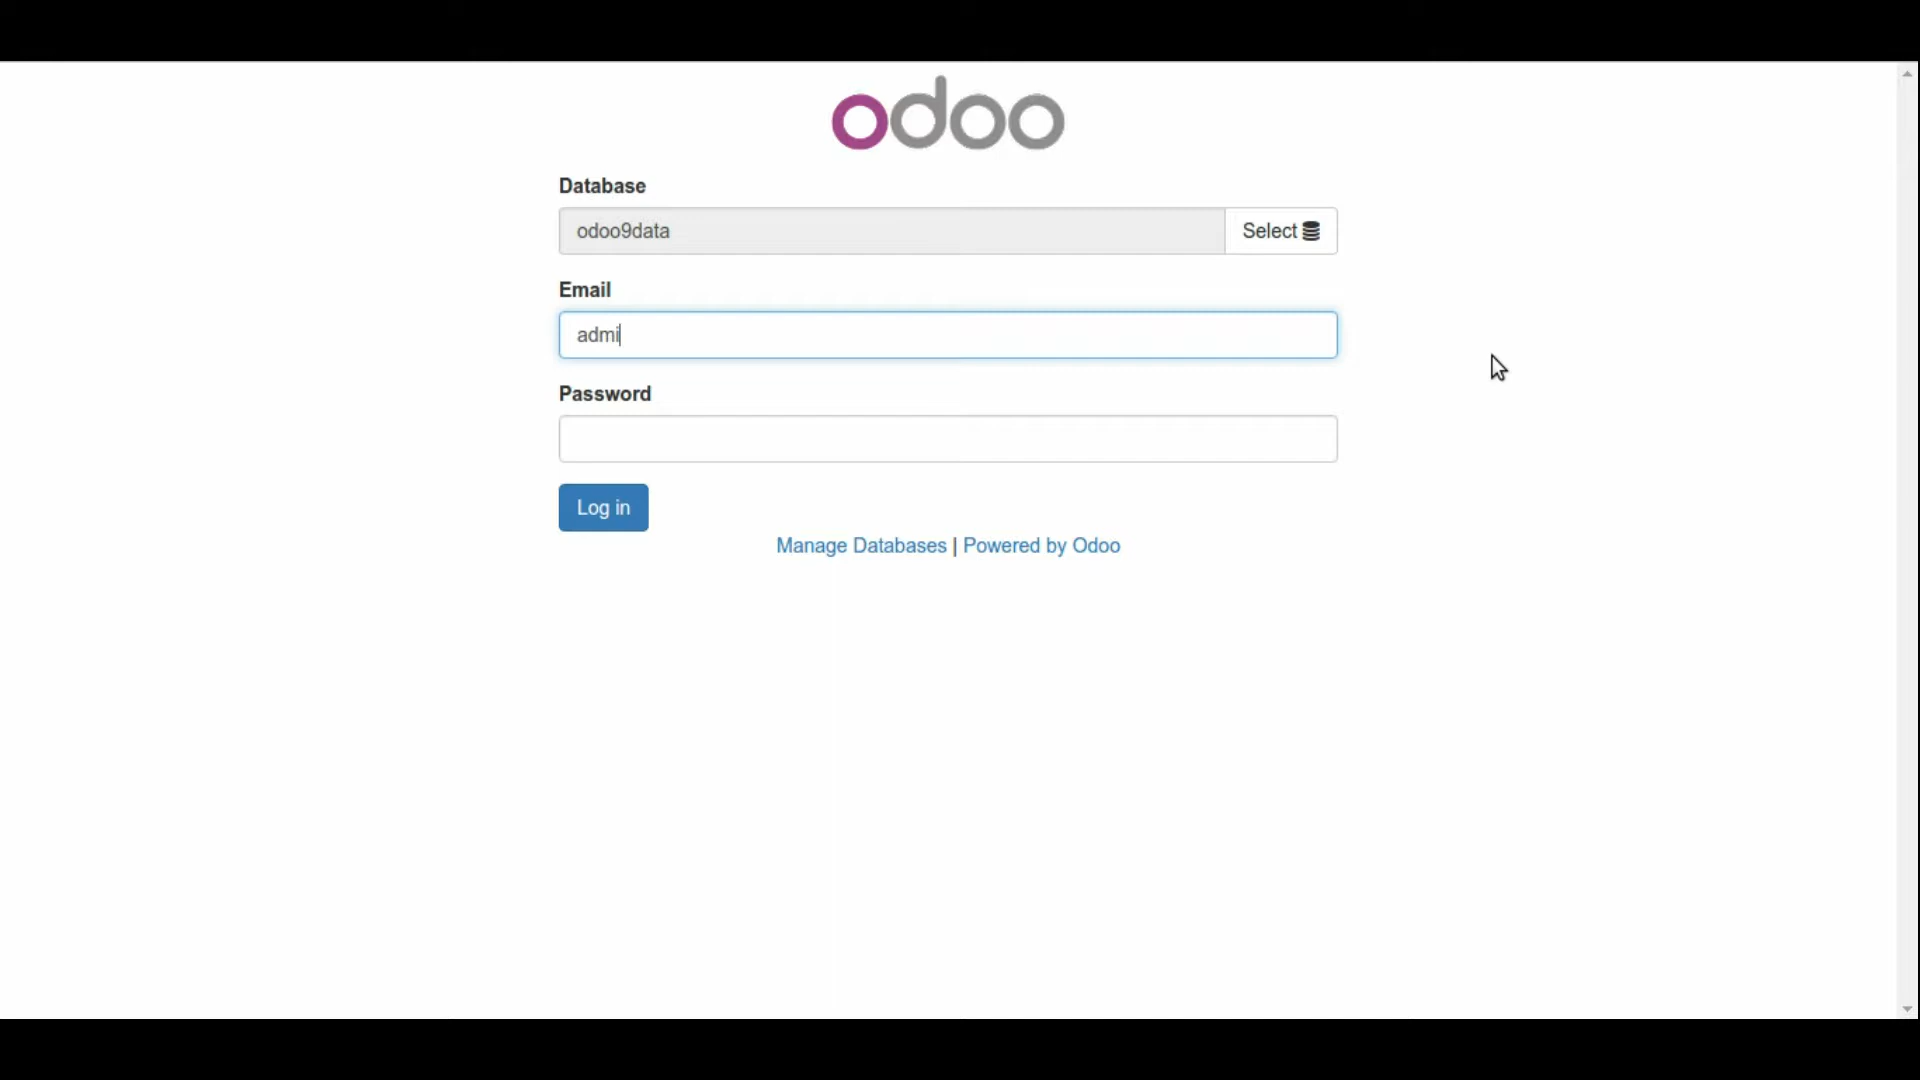 odoo
Database
odoo9data
Select
Email
admi
Password
Log in
Manage Databases | Powered by Odoo